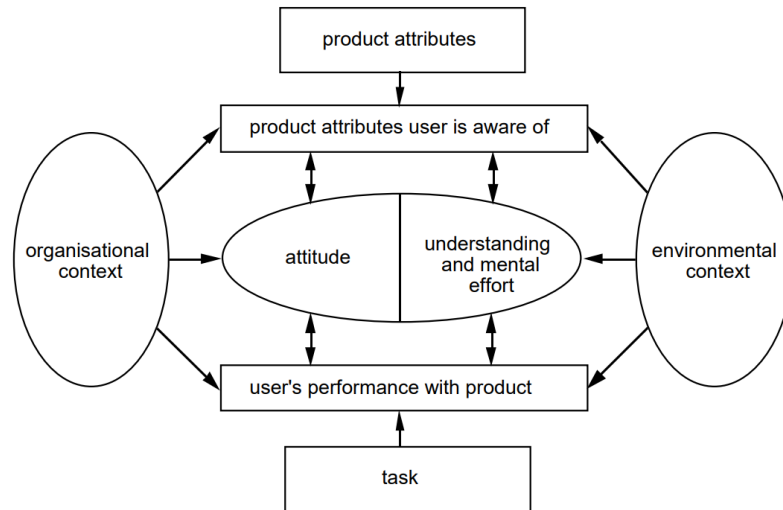 product attributes
product attributes user is aware of
organisational
context
attitude
understanding
and mental
effort
environmental
context
user's performance with product
task